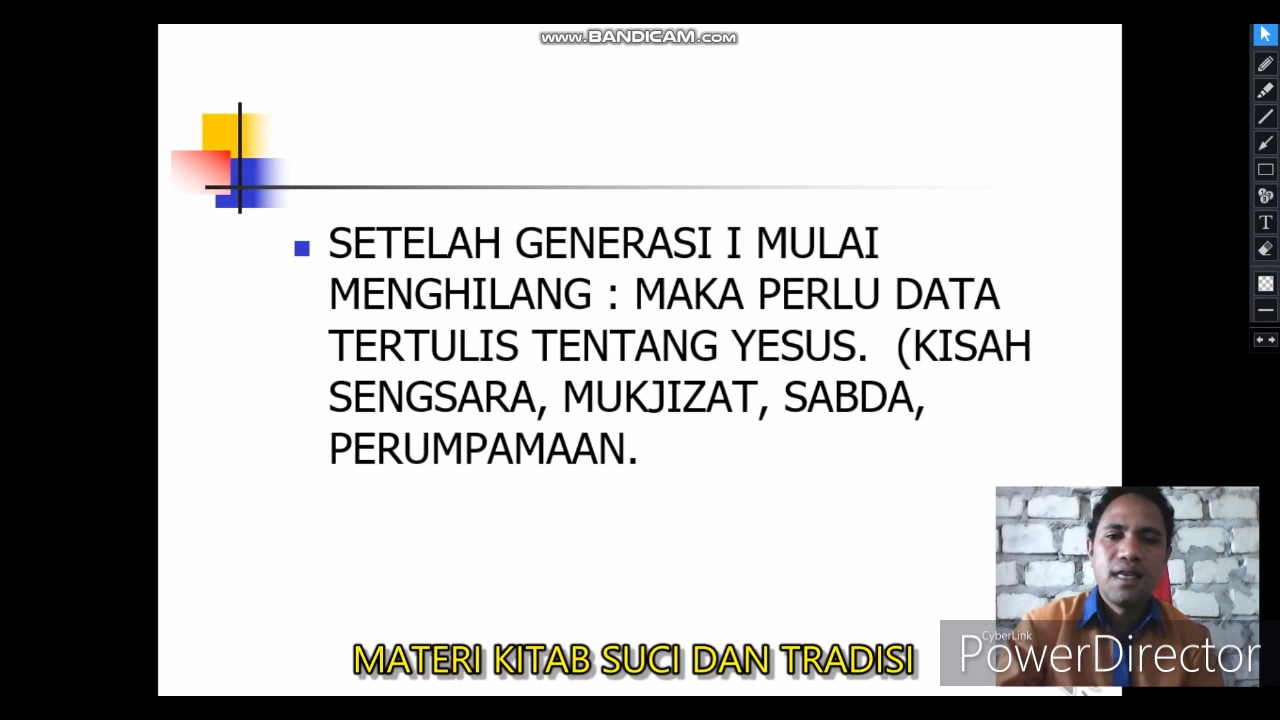 www.BANDICAM.com
SETELAH GENERASI I MULAI
MENGHILANG : MAKA PERLU DATA
TERTULIS TENTANG YESUS. (KISAH
SENGSARA, MUKJIZAT, SABDA,
PERUMPAMAAN.
MATERI KITAB SUCI DAN TRADISI
CyberLink
PowerDirector
T